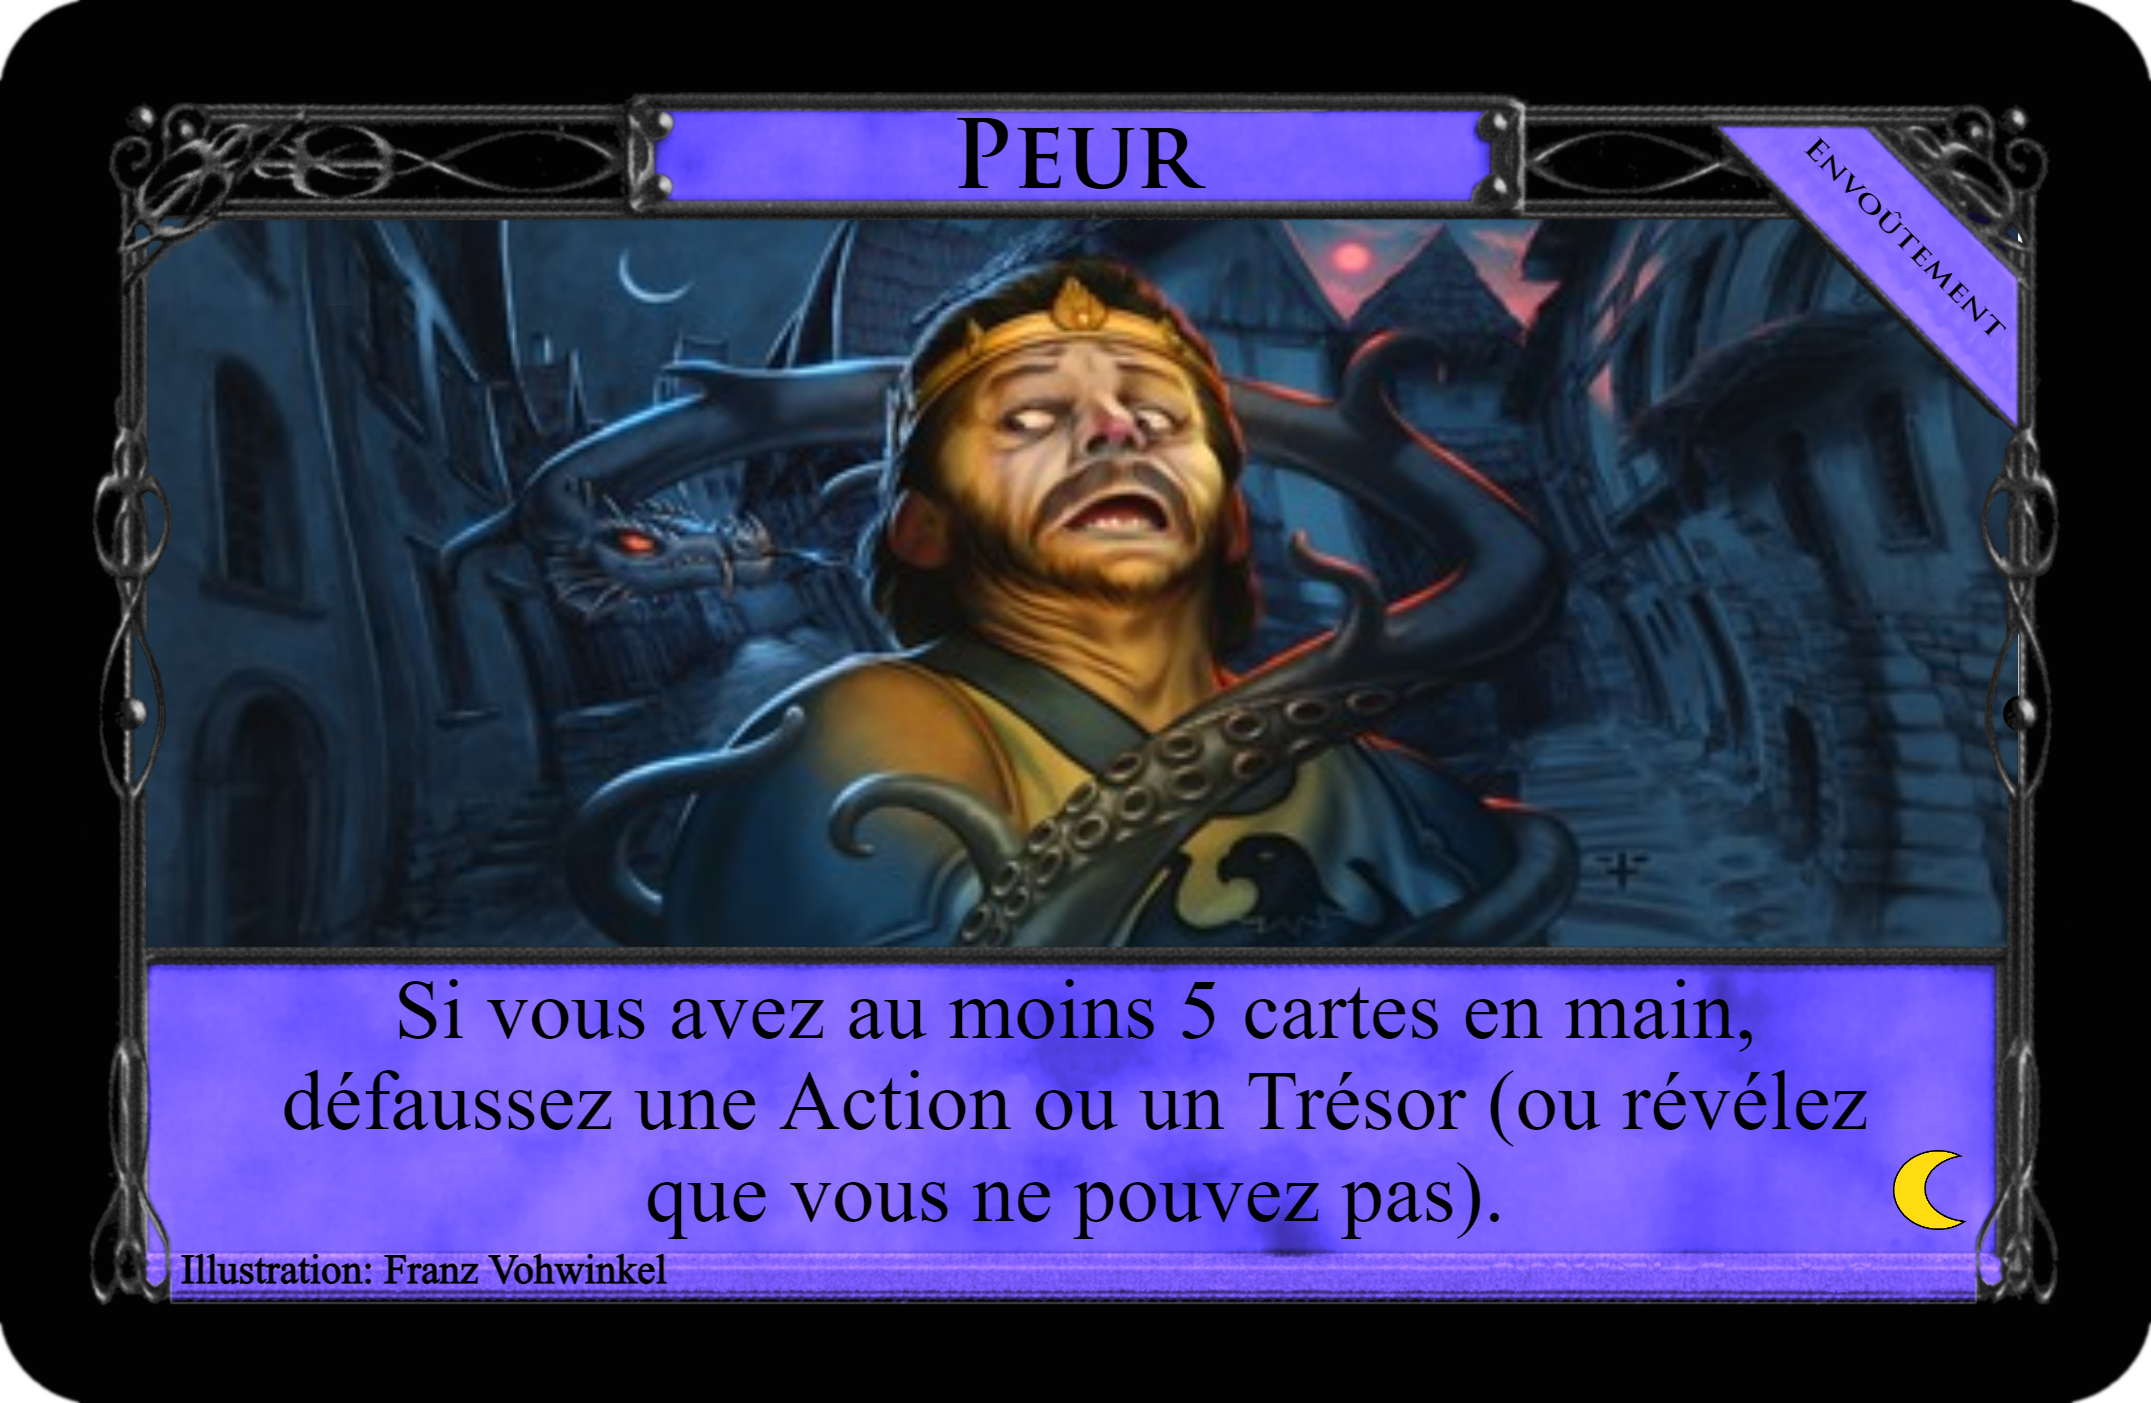 Peur
Envoûtement
Si vous avez au moins 5 cartes en main,
défaussez une Action ou un Trésor (ou révélez
que vous ne pouvez pas).
Illustration: Franz Vohwinkel